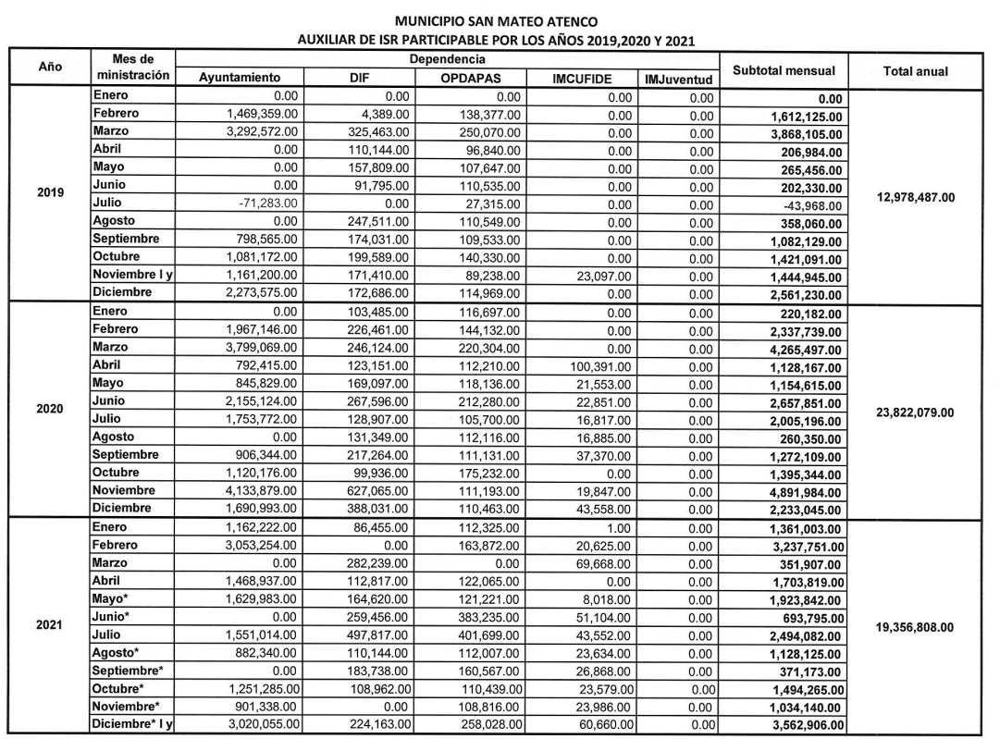 MUNICIPIO SAN MATEO ATENCO
AUXILIAR DE ISR PARTICIPABLE POR LOS AÑOS 2019,2020 Y 2021
Año Mes de ministración Dependencia Subtotal mensual Total anual
Ayuntamiento DIF OPDAPAS IMCUFIDE IMJuventud
2019
Enero 0.00 0.00 0.00 0.00 0.00 0.00
Febrero 1,469,359.00 4,389.00 138,377.00 0.00 0.00 1,612,125.00
Marzo 3,292,572.00 325,463.00 250,070.00 0.00 0.00 3,868,105.00
Abril 0.00 110,144.00 96,840.00 0.00 0.00 206,984.00
Mayo 0.00 157,809.00 107,647.00 0.00 0.00 265,456.00
Junio 0.00 91,795.00 110,535.00 0.00 0.00 202,330.00
Julio -71,283.00 0.00 27,315.00 0.00 0.00 -43,968.00
Agosto 0.00 247,511.00 110,549.00 0.00 0.00 358,060.00
Septiembre 798,565.00 174,031.00 109,533.00 0.00 0.00 1,082,129.00
Octubre 1,081,172.00 199,589.00 140,330.00 0.00 0.00 1,421,091.00
Noviembre I y 1,161,200.00 171,410.00 89,238.00 23,097.00 0.00 1,444,945.00
Diciembre 2,273,575.00 172,686.00 114,969.00 0.00 0.00 2,561,230.00
12,978,487.00
2020
Enero 0.00 103,485.00 116,697.00 0.00 0.00 220,182.00
Febrero 1,967,146.00 226,461.00 144,132.00 0.00 0.00 2,337,739.00
Marzo 3,799,069.00 246,124.00 220,304.00 0.00 0.00 4,265,497.00
Abril 792,415.00 123,151.00 112,210.00 100,391.00 0.00 1,128,167.00
Mayo 845,829.00 169,097.00 118,136.00 21,553.00 0.00 1,154,615.00
Junio 2,155,124.00 267,596.00 212,280.00 22,851.00 0.00 2,657,851.00
Julio 1,753,772.00 128,907.00 105,700.00 16,817.00 0.00 2,005,196.00
Agosto 0.00 131,349.00 112,116.00 16,885.00 0.00 260,350.00
Septiembre 906,344.00 217,264.00 111,131.00 37,370.00 0.00 1,272,109.00
Octubre 1,120,176.00 99,936.00 175,232.00 0.00 0.00 1,395,344.00
Noviembre 4,133,879.00 627,065.00 111,193.00 19,847.00 0.00 4,891,984.00
Diciembre 1,690,993.00 388,031.00 110,463.00 43,558.00 0.00 2,233,045.00
23,822,079.00
2021
Enero 1,162,222.00 86,455.00 112,325.00 1.00 0.00 1,361,003.00
Febrero 3,053,254.00 0.00 163,872.00 20,625.00 0.00 3,237,751.00
Marzo 0.00 282,239.00 0.00 69,668.00 0.00 351,907.00
Abril 1,468,937.00 112,817.00 122,065.00 0.00 0.00 1,703,819.00
Mayo* 1,629,983.00 164,620.00 121,221.00 8,018.00 0.00 1,923,842.00
Junio* 0.00 259,456.00 383,235.00 51,104.00 0.00 693,795.00
Julio 1,551,014.00 497,817.00 401,699.00 43,552.00 0.00 2,494,082.00
Agosto* 882,340.00 110,144.00 112,007.00 23,634.00 0.00 1,128,125.00
Septiembre* 0.00 183,738.00 160,567.00 26,868.00 0.00 371,173.00
Octubre* 1,251,285.00 108,962.00 110,439.00 23,579.00 0.00 1,494,265.00
Noviembre* 901,338.00 0.00 108,816.00 23,986.00 0.00 1,034,140.00
Diciembre* I y 3,020,055.00 224,163.00 258,028.00 60,660.00 0.00 3,562,906.00
19,356,808.00